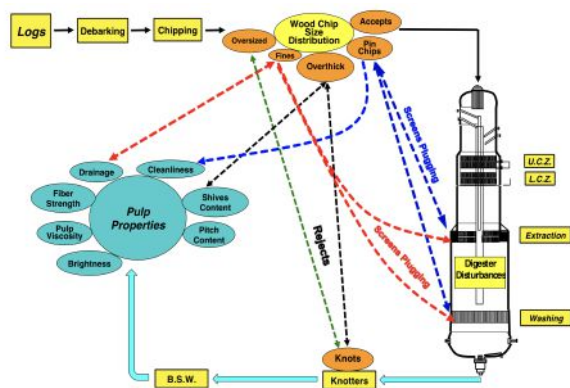 Logs
Debarking
Chipping
Oversized
Wood Chip
Size
Distribution
Accepts
Fines
Pin
Chips
Overthick
Screens Plugging
Drainage
Cleanliness
Fiber
Strength
Shives
Content
Pulp
Properties
Pulp
Viscosity
Pitch
Content
Brightness
Rejects
Screens Plugging
U.C.Z.
L.C.Z.
Extraction
Digester
Disturbances
Washing
Knots
Knotters
B.S.W.